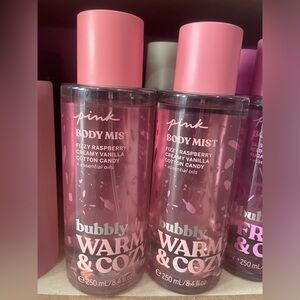 pink
BODY MIST
FIZZY RASPBERRY
CREAMY VANILLA
COTTON CANDY
+ essential oils
bubbly
WARM
& COZY
℮ 250 mL/8.4 fl oz
pink
BODY MIST
FIZZY RASPBERRY
CREAMY VANILLA
COTTON CANDY
+ essential oils
bubbly
WARM
& COZY
℮ 250 mL/8.4 fl oz
bubbly
FR
& C